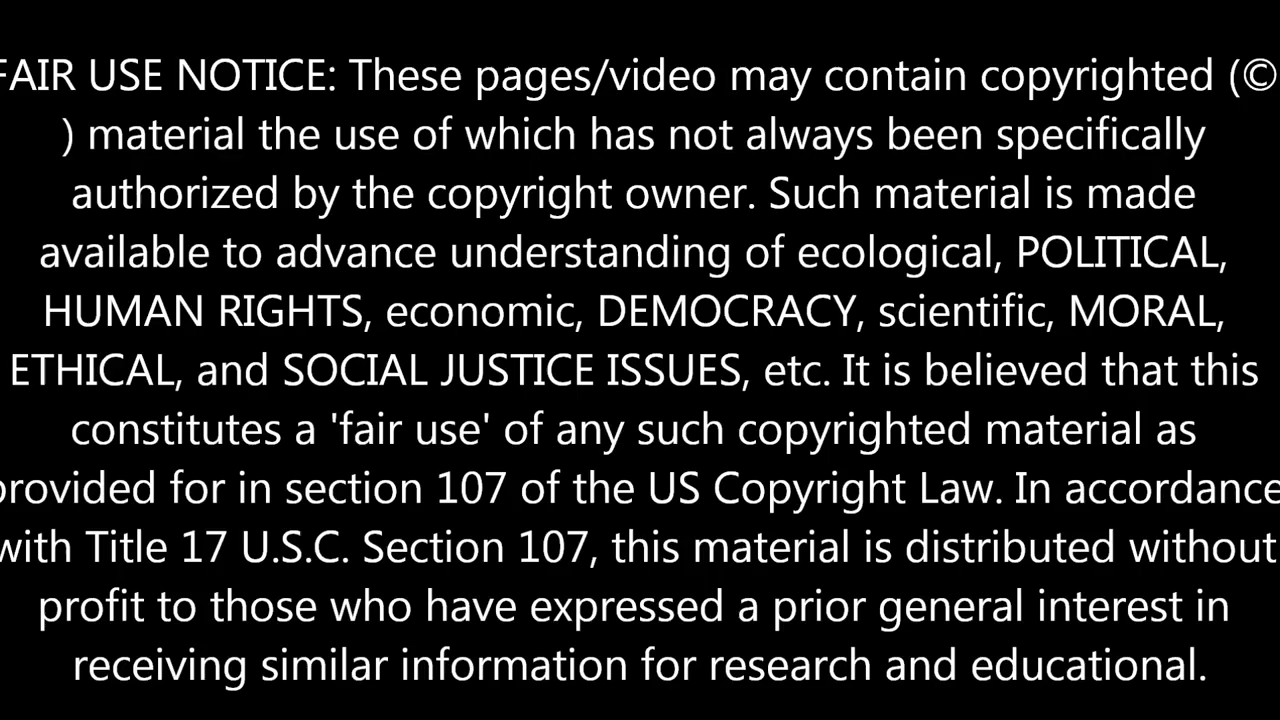 FAIR USE NOTICE: These pages/video may contain copyrighted (©
) material the use of which has not always been specifically
authorized by the copyright owner. Such material is made
available to advance understanding of ecological, POLITICAL,
HUMAN RIGHTS, economic, DEMOCRACY, scientific, MORAL,
ETHICAL, and SOCIAL JUSTICE ISSUES, etc. It is believed that this
constitutes a 'fair use' of any such copyrighted material as
provided for in section 107 of the US Copyright Law. In accordance
with Title 17 U.S.C. Section 107, this material is distributed without
profit to those who have expressed a prior general interest in
receiving similar information for research and educational.